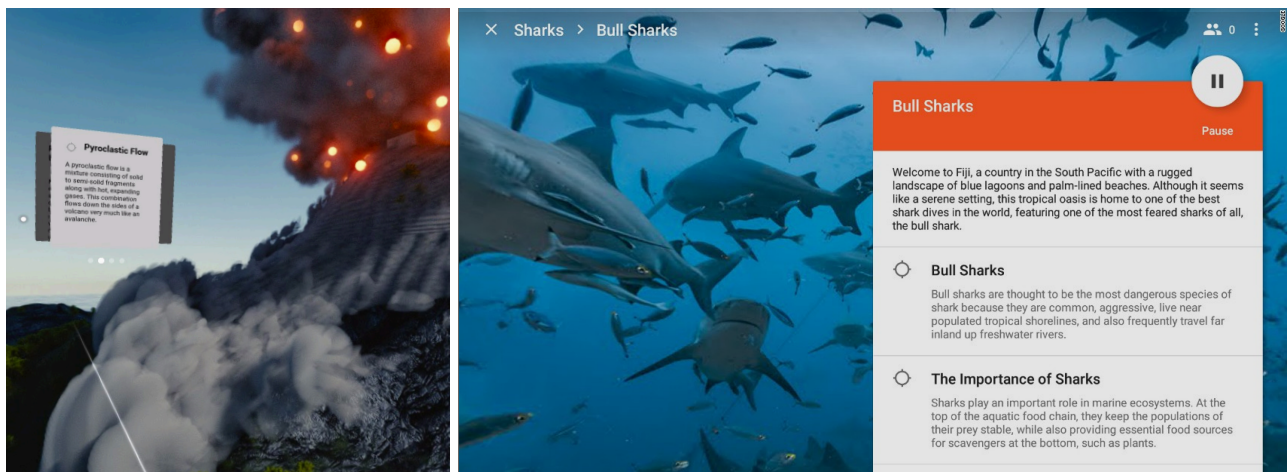 Pyroclastic Flow
A pyroclastic flow is a
mixture consisting of solid
to semi-solid fragments
along with hot, expanding
gases. This combination
flows down the sides of a
volcano very much like an
avalanche.
Sharks > Bull Sharks
0
GOOGLE
Bull Sharks
Pause
Welcome to Fiji, a country in the South Pacific with a rugged
landscape of blue lagoons and palm-lined beaches. Although it seems
like a serene setting, this tropical oasis is home to one of the best
shark dives in the world, featuring one of the most feared sharks of all,
the bull shark.
Bull Sharks
Bull sharks are thought to be the most dangerous species of
shark because they are common, aggressive, live near
populated tropical shorelines, and also frequently travel far
inland up freshwater rivers.
The Importance of Sharks
Sharks play an important role in marine ecosystems. At the
top of the aquatic food chain, they keep the populations of
their prey stable, while also providing essential food sources
for scavengers at the bottom, such as plants.